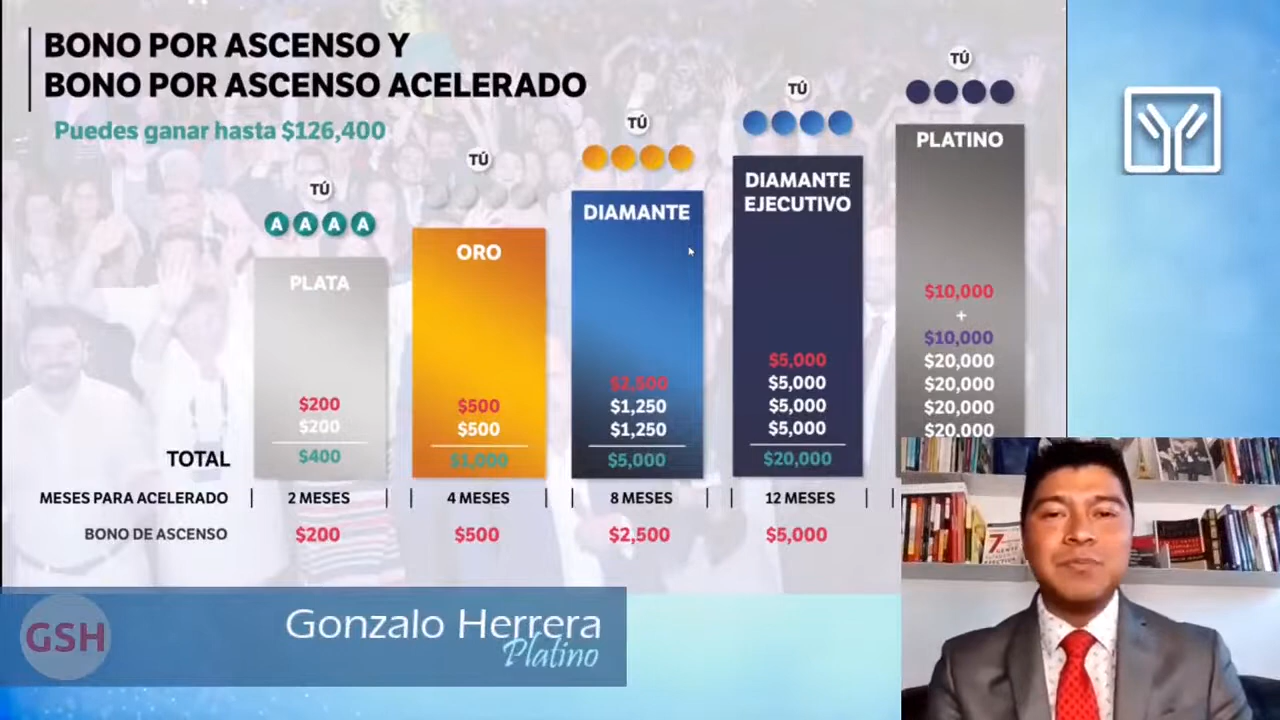 BONO POR ASCENSO Y
BONO POR ASCENSO ACELERADO
Puedes ganar hasta $126,400
TÚ
A A A A
PLATA
$200
$200
$400
TÚ
ORO
$500
$500
$1,000
TÚ
DIAMANTE
$2,500
$1,250
$1,250
$5,000
TÚ
DIAMANTE
EJECUTIVO
$5,000
$5,000
$5,000
$5,000
$20,000
TÚ
PLATINO
$10,000
+
$10,000
$20,000
$20,000
$20,000
$20,000
TOTAL
MESES PARA ACELERADO | 2 MESES | | 4 MESES | | 8 MESES | | 12 MESES | |
BONO DE ASCENSO $200 $500 $2,500 $5,000
GSH
Gonzalo Herrera
Platino
7